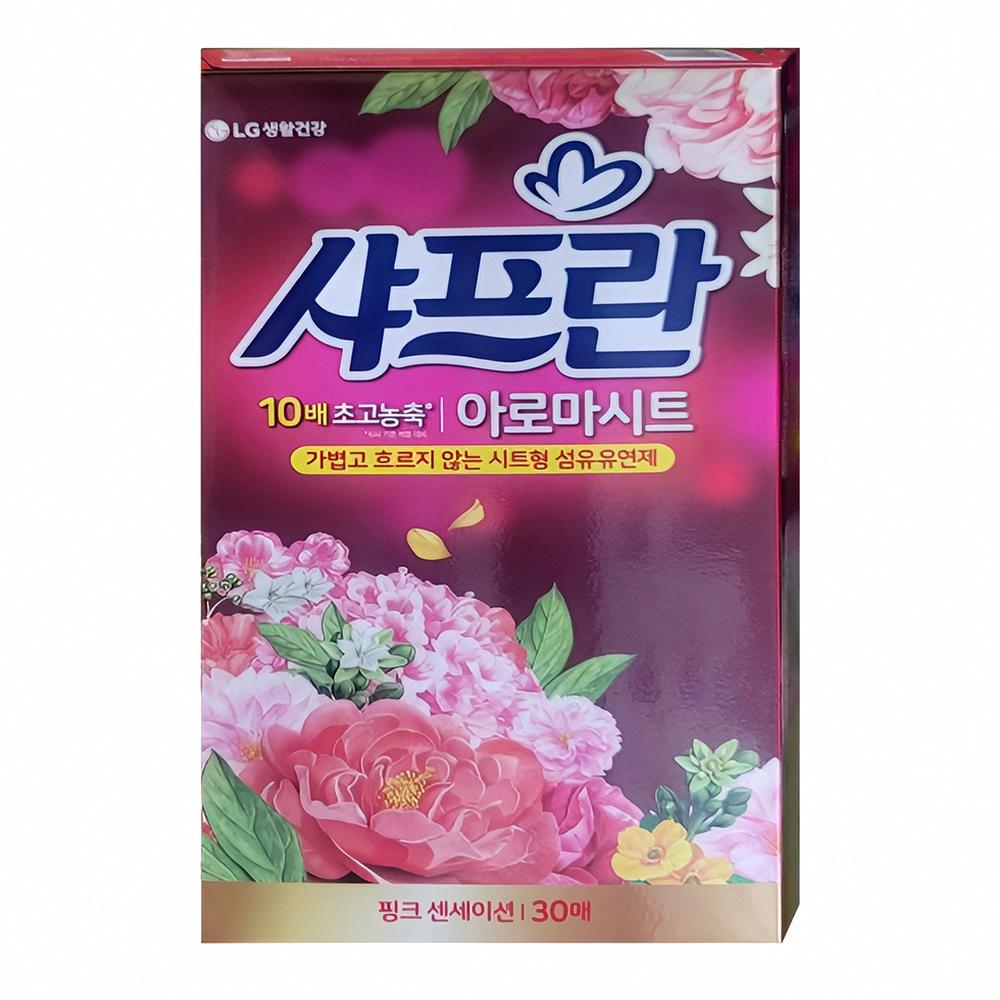 LG 생활건강
샤프란
10배 초고농축* | 아로마시트
가볍고 흐르지 않는 시트형 섬유유연제
핑크 센세이션 | 30매